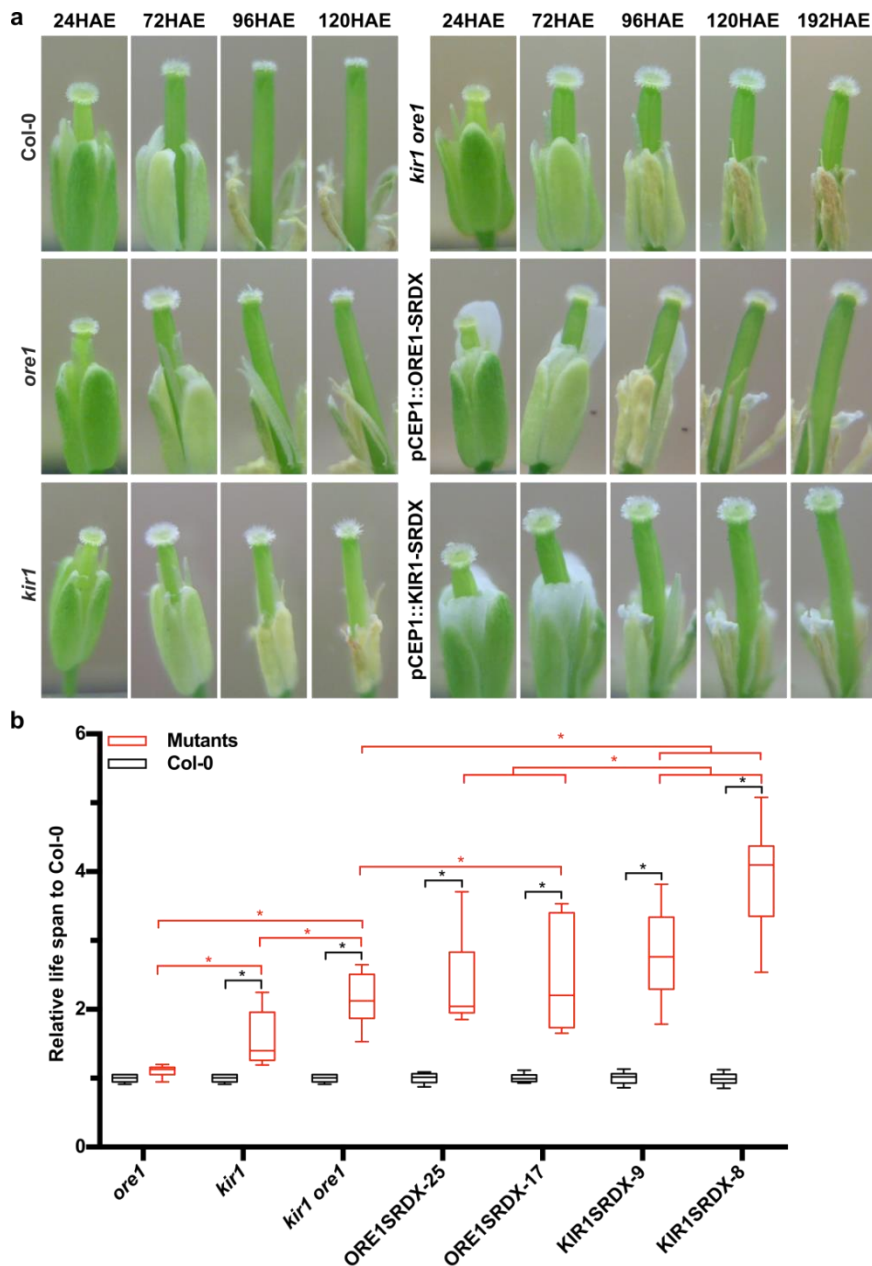 a
24HAE 72HAE 96HAE 120HAE 24HAE 72HAE 96HAE 120HAE 192HAE
Col-0
kir1 ore1
ore1
pCEP1::ORE1-SRDX
kir1
pCEP1::KIR1-SRDX
b
Relative life span to Col-0
6
4
2
0
Mutants
Col-0
*
*
*
*
*
*
*
*
*
*
*
*
ore1
kir1
kir1 ore1
ORE1SRDX-25
ORE1SRDX-17
KIR1SRDX-9
KIR1SRDX-8